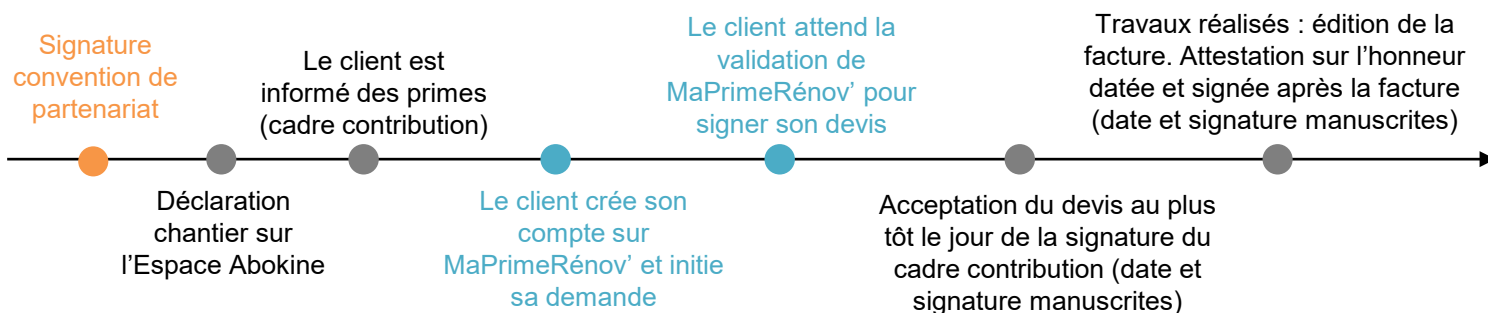 Signature
convention de
partenariat
Déclaration
chantier sur
l’Espace Abokine
Le client est
informé des primes
(cadre contribution)
Le client crée son
compte sur
MaPrimeRénov’ et initie
sa demande
Le client attend la
validation de
MaPrimeRénov’ pour
signer son devis
Acceptation du devis au plus
tôt le jour de la signature du
cadre contribution (date et
signature manuscrites)
Travaux réalisés : édition de la
facture. Attestation sur l’honneur
datée et signée après la facture
(date et signature manuscrites)